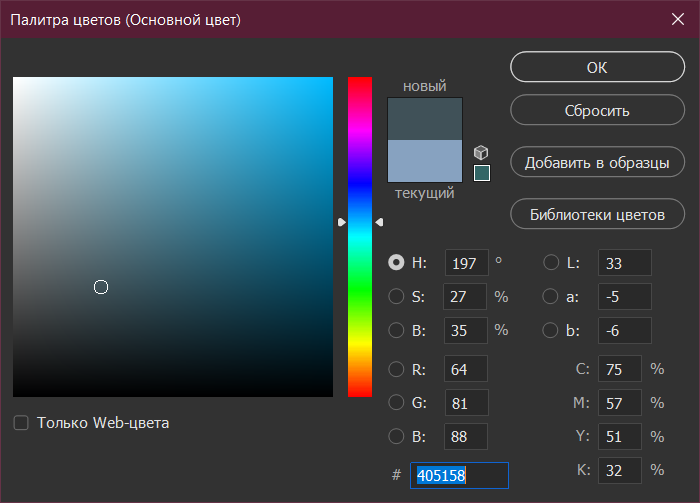 Палитра цветов (Основной цвет)
новый
текущий
OK
Сбросить
Добавить в образцы
Библиотеки цветов
H: 197 °
S: 27 %
B: 35 %
R: 64
G: 81
B: 88
# 405158
L: 33
a: -5
b: -6
C: 75 %
M: 57 %
Y: 51 %
K: 32 %
Только Web-цвета